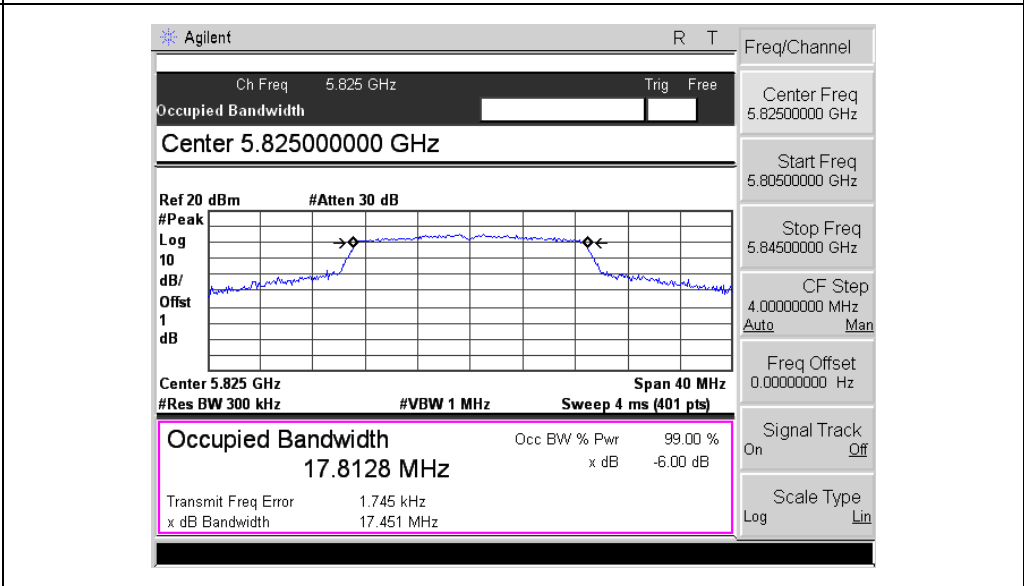 Agilent R T
Freq/Channel
Ch Freq 5.825 GHz Trig Free
Occupied Bandwidth
Center 5.825000000 GHz
Ref 20 dBm #Atten 30 dB
#Peak
Log
10
dB/
Offst
1
dB
Center 5.825 GHz Span 40 MHz
#Res BW 300 kHz #VBW 1 MHz Sweep 4 ms (401 pts)
Occupied Bandwidth Occ BW % Pwr 99.00 %
17.8128 MHz x dB -6.00 dB
Transmit Freq Error 1.745 kHz
x dB Bandwidth 17.451 MHz
Center Freq
5.82500000 GHz
Start Freq
5.80500000 GHz
Stop Freq
5.84500000 GHz
CF Step
4.00000000 MHz
Auto Man
Freq Offset
0.00000000 Hz
Signal Track
On Off
Scale Type
Log Lin